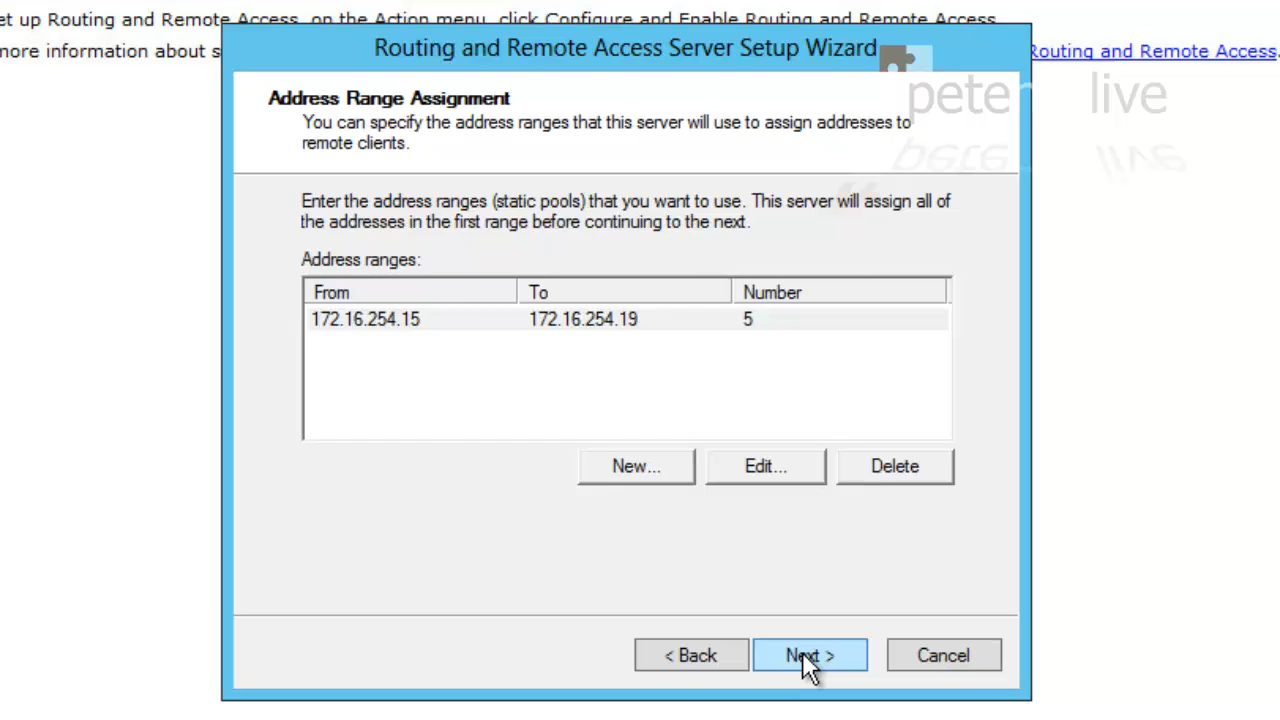 et up Routing and Remote Access, on the Action menu, click Configure and Enable Routing and Remote Access.
more information about s
Routing and Remote Access.
Routing and Remote Access Server Setup Wizard
pete live
Address Range Assignment
You can specify the address ranges that this server will use to assign addresses to
remote clients.
Enter the address ranges (static pools) that you want to use. This server will assign all of
the addresses in the first range before continuing to the next.
Address ranges:
From To Number
172.16.254.15 172.16.254.19 5
New... Edit... Delete
< Back Next > Cancel